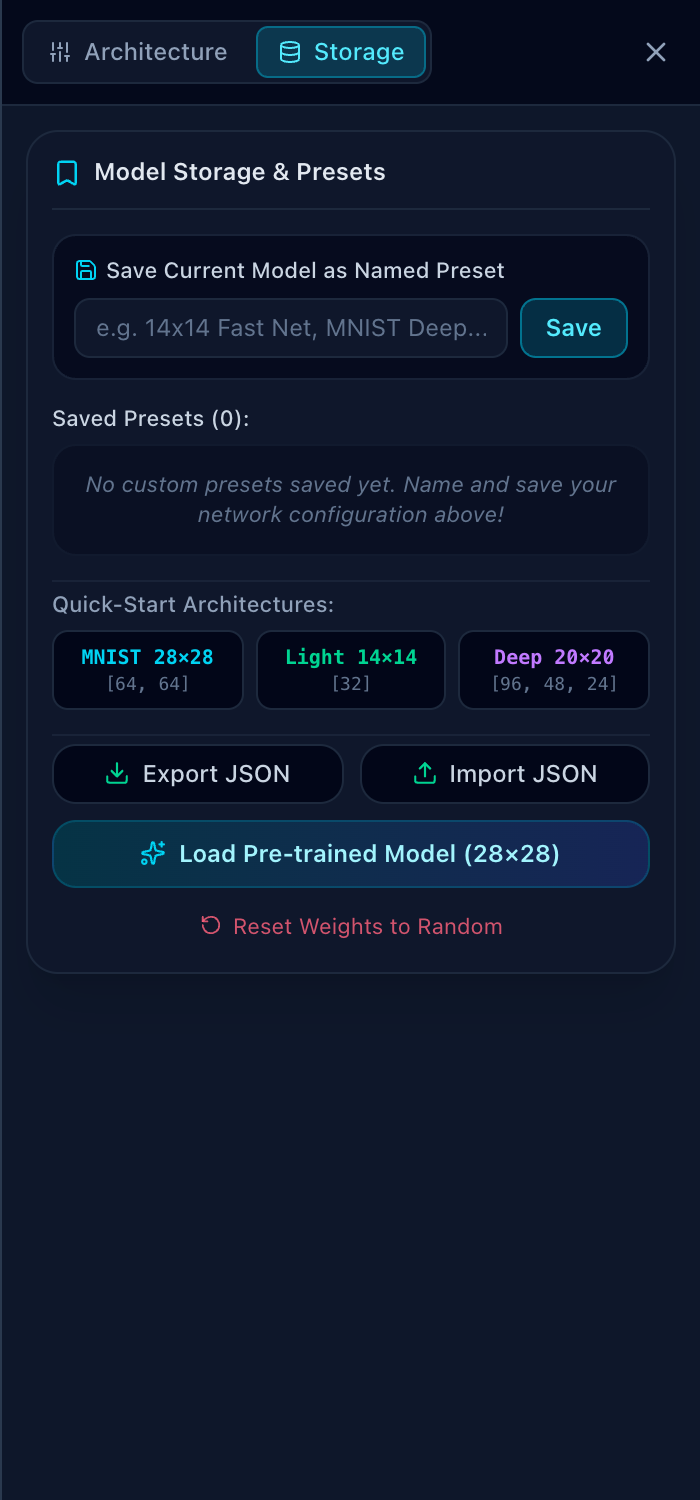 Architecture
Storage
Model Storage & Presets
Save Current Model as Named Preset
e.g. 14x14 Fast Net, MNIST Deep...
Save
Saved Presets (0):
No custom presets saved yet. Name and save your
network configuration above!
Quick-Start Architectures:
MNIST 28×28
[64, 64]
Light 14×14
[32]
Deep 20×20
[96, 48, 24]
Export JSON
Import JSON
Load Pre-trained Model (28×28)
Reset Weights to Random